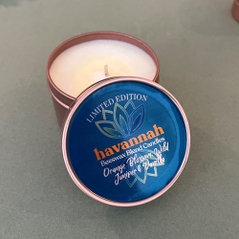 LIMITED EDITION
havannah
Beeswax Blend Candles
Orange Blossom, Wild
Juniper & Vanilla